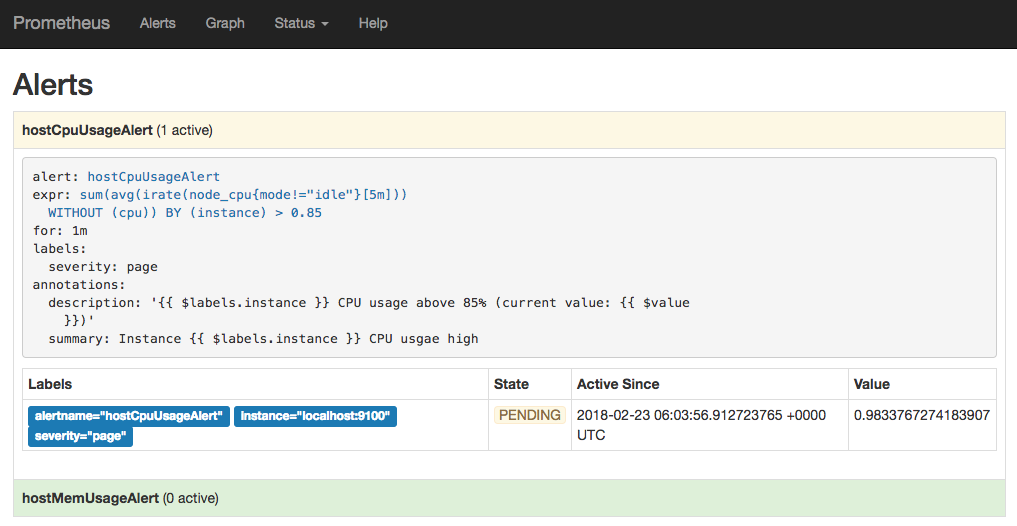 Prometheus Alerts Graph Status Help
Alerts
hostCpuUsageAlert (1 active)
alert: hostCpuUsageAlert
expr: sum(avg(irate(node_cpu{mode!="idle"}[5m]))
WITHOUT (cpu)) BY (instance) > 0.85
for: 1m
labels:
severity: page
annotations:
description: '{{ $labels.instance }} CPU usage above 85% (current value: {{ $value
}})'
summary: Instance {{ $labels.instance }} CPU usgae high
Labels State Active Since Value
alertname="hostCpuUsageAlert" instance="localhost:9100" PENDING 2018-02-23 06:03:56.912723765 +0000 0.9833767274183907
severity="page" UTC
hostMemUsageAlert (0 active)